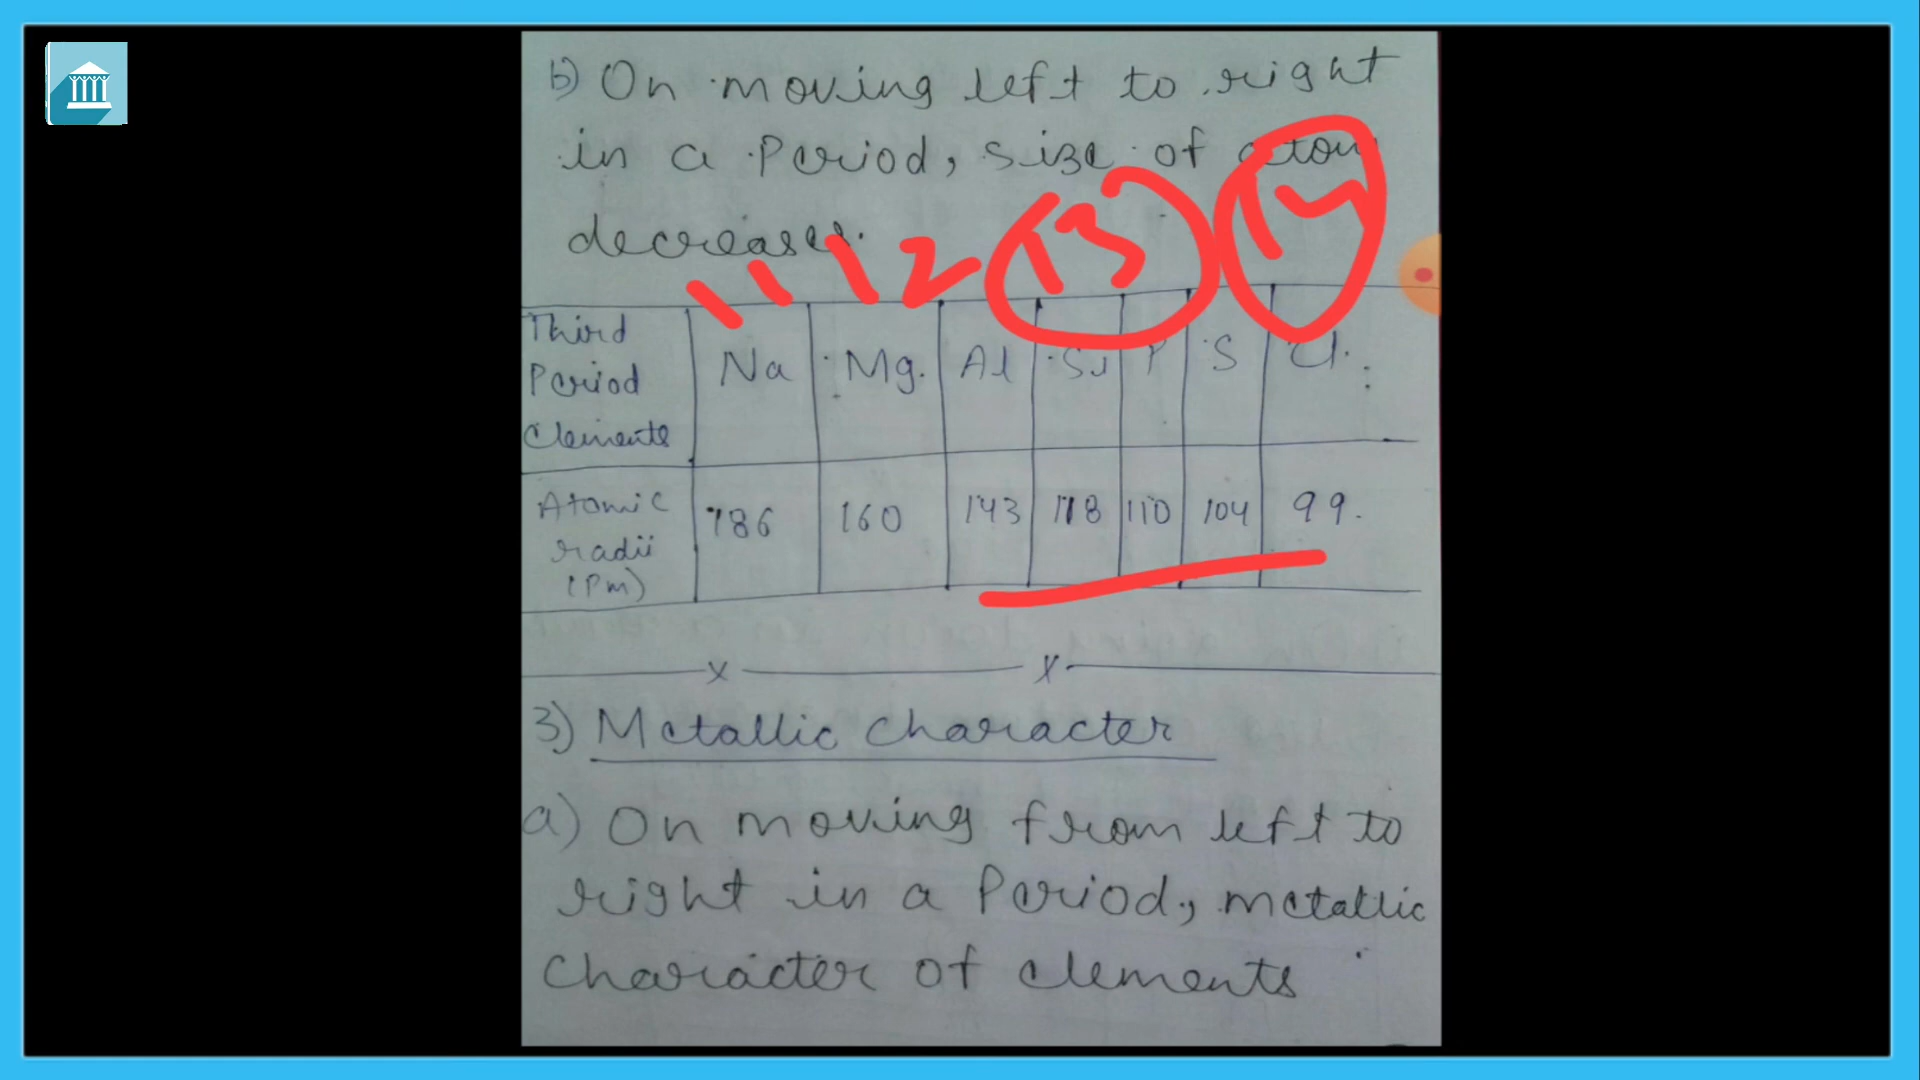 b) On moving left to right
in a Period, size of atom
decreases.
11 12 13 14
Third Period Elements Na Mg. Al Si P S Cl.
Atomic radii (Pm) 186 160 143 118 110 104 99.
x x
3) Metallic character
a) On moving from left to
right in a Period, metallic
character of elements